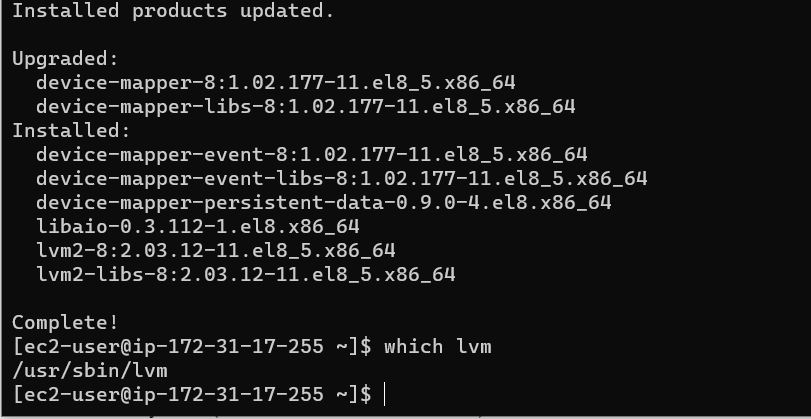 Installed products updated.
Upgraded:
device-mapper-8:1.02.177-11.el8_5.x86_64
device-mapper-libs-8:1.02.177-11.el8_5.x86_64
Installed:
device-mapper-event-8:1.02.177-11.el8_5.x86_64
device-mapper-event-libs-8:1.02.177-11.el8_5.x86_64
device-mapper-persistent-data-0.9.0-4.el8.x86_64
libaio-0.3.112-1.el8.x86_64
lvm2-8:2.03.12-11.el8_5.x86_64
lvm2-libs-8:2.03.12-11.el8_5.x86_64
Complete!
[ec2-user@ip-172-31-17-255 ~]$ which lvm
/usr/sbin/lvm
[ec2-user@ip-172-31-17-255 ~]$